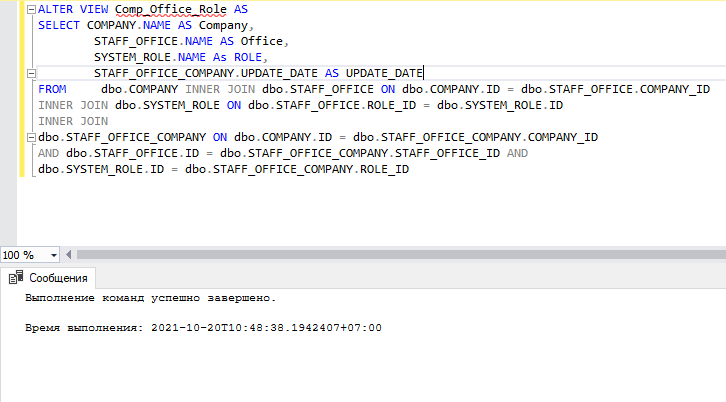 ALTER VIEW Comp_Office_Role AS
SELECT COMPANY.NAME AS Company,
STAFF_OFFICE.NAME AS Office,
SYSTEM_ROLE.NAME As ROLE,
STAFF_OFFICE_COMPANY.UPDATE_DATE AS UPDATE_DATE
FROM dbo.COMPANY INNER JOIN dbo.STAFF_OFFICE ON dbo.COMPANY.ID = dbo.STAFF_OFFICE.COMPANY_ID
INNER JOIN dbo.SYSTEM_ROLE ON dbo.STAFF_OFFICE.ROLE_ID = dbo.SYSTEM_ROLE.ID
INNER JOIN
dbo.STAFF_OFFICE_COMPANY ON dbo.COMPANY.ID = dbo.STAFF_OFFICE_COMPANY.COMPANY_ID
AND dbo.STAFF_OFFICE.ID = dbo.STAFF_OFFICE_COMPANY.STAFF_OFFICE_ID AND
dbo.SYSTEM_ROLE.ID = dbo.STAFF_OFFICE_COMPANY.ROLE_ID
100 %
Сообщения
Выполнение команд успешно завершено.
Время выполнения: 2021-10-20T10:48:38.1942407+07:00